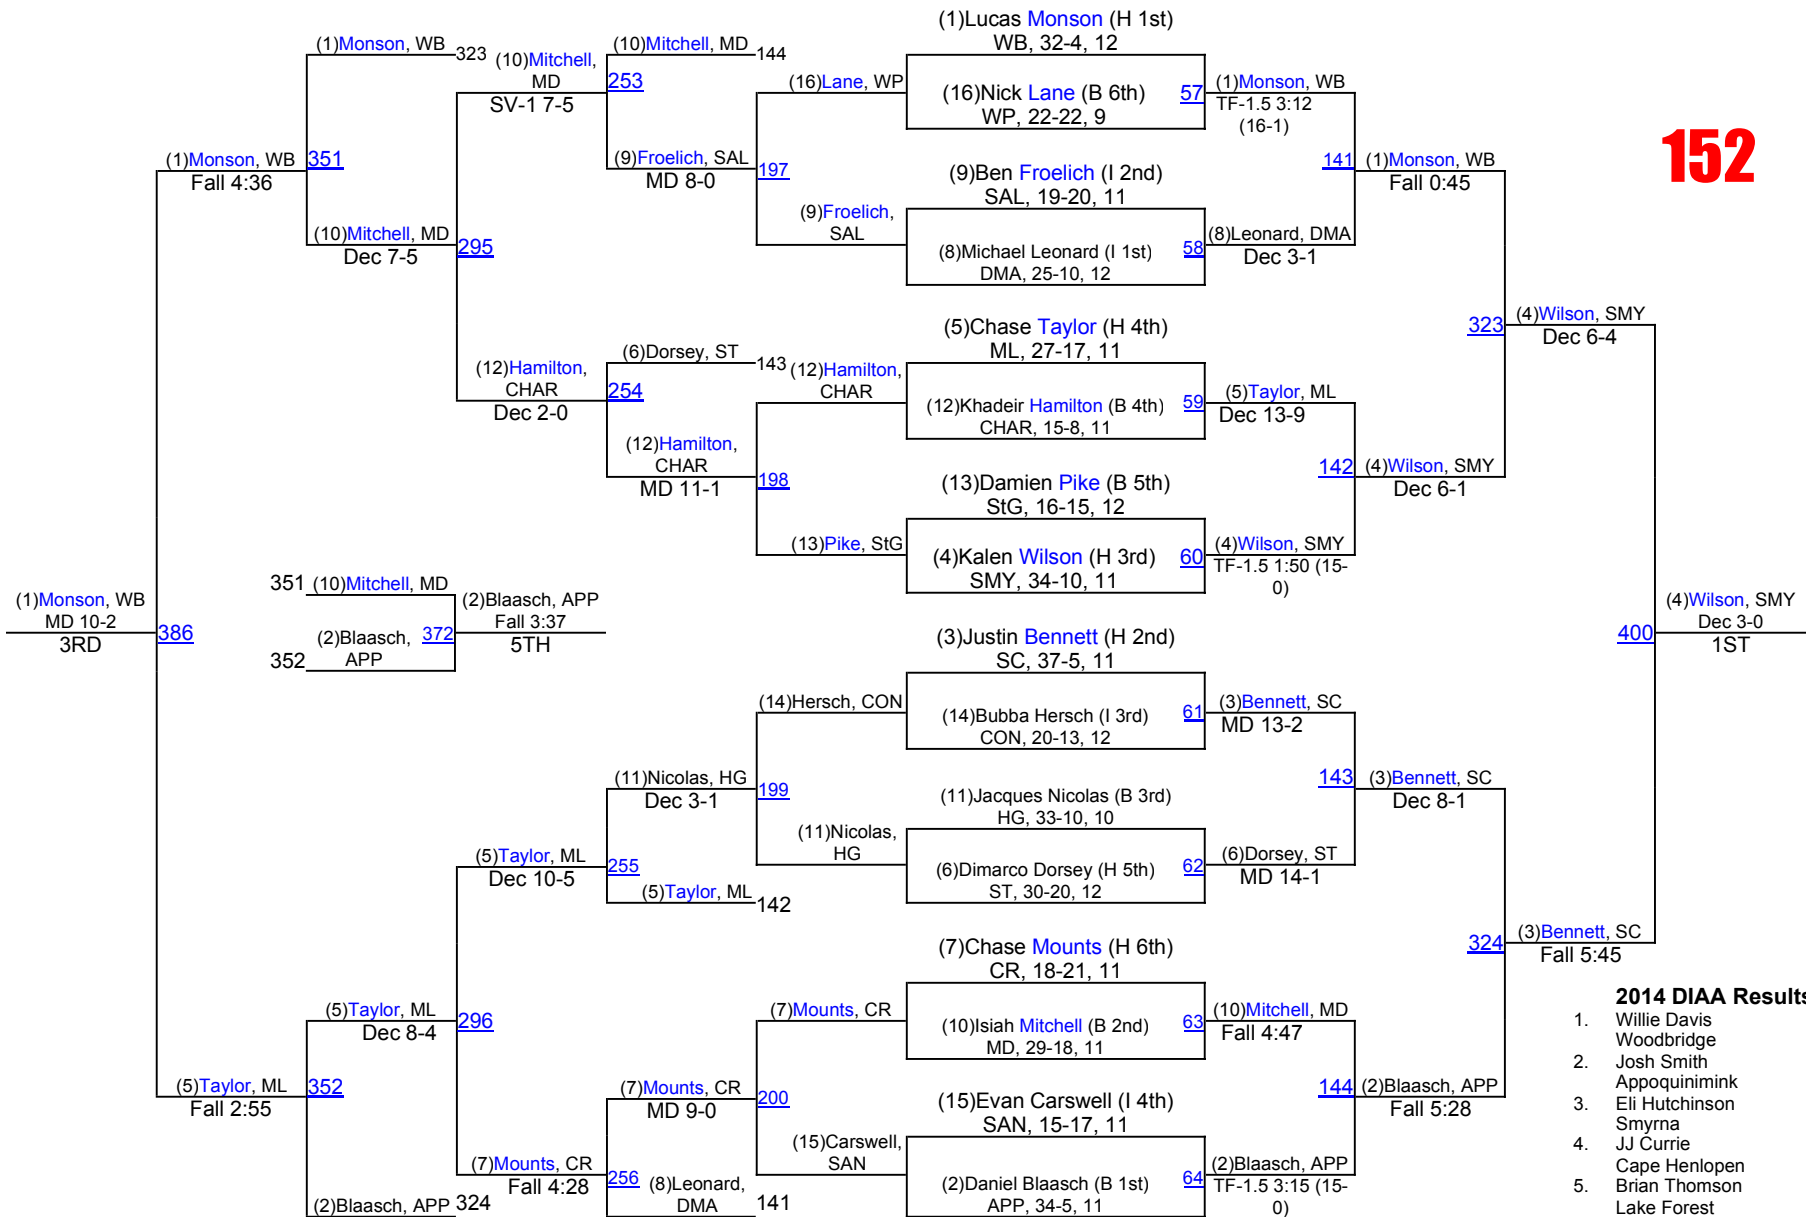 152
(1)Lucas Monson (H 1st)
WB, 32-4, 12
(16)Nick Lane (B 6th)
WP, 22-22, 9
57
(9)Ben Froelich (I 2nd)
SAL, 19-20, 11
(8)Michael Leonard (I 1st)
DMA, 25-10, 12
58
(5)Chase Taylor (H 4th)
ML, 27-17, 11
(12)Khadeir Hamilton (B 4th)
CHAR, 15-8, 11
59
(13)Damien Pike (B 5th)
StG, 16-15, 12
(4)Kalen Wilson (H 3rd)
SMY, 34-10, 11
60
(3)Justin Bennett (H 2nd)
SC, 37-5, 11
(14)Bubba Hersch (I 3rd)
CON, 20-13, 12
61
(11)Jacques Nicolas (B 3rd)
HG, 33-10, 10
(6)Dimarco Dorsey (H 5th)
ST, 30-20, 12
62
(7)Chase Mounts (H 6th)
CR, 18-21, 11
(10)Isiah Mitchell (B 2nd)
MD, 29-18, 11
63
(15)Evan Carswell (I 4th)
SAN, 15-17, 11
(2)Daniel Blaasch (B 1st)
APP, 34-5, 11
64
(1)Monson, WB
TF-1.5 3:12
(16-1)
(8)Leonard, DMA
Dec 3-1
141
(5)Taylor, ML
Dec 13-9
(4)Wilson, SMY
TF-1.5 1:50 (15-
0)
142
(3)Bennett, SC
MD 13-2
(6)Dorsey, ST
MD 14-1
143
(10)Mitchell, MD
Fall 4:47
(2)Blaasch, APP
TF-1.5 3:15 (15-
0)
144
(1)Monson, WB
Fall 0:45
(4)Wilson, SMY
Dec 6-1
323
(3)Bennett, SC
Dec 8-1
(2)Blaasch, APP
Fall 5:28
324
(4)Wilson, SMY
Dec 6-4
(3)Bennett, SC
Fall 5:45
400
(4)Wilson, SMY
Dec 3-0
1ST
(16)Lane, WP
(9)Froelich,
SAL
197
(12)Hamilton,
CHAR
(13)Pike, StG
198
(14)Hersch, CON
(11)Nicolas,
HG
199
(7)Mounts, CR
(15)Carswell,
SAN
200
(10)Mitchell, MD
144
(9)Froelich, SAL
MD 8-0
253
(6)Dorsey, ST
143
(12)Hamilton,
CHAR
MD 11-1
254
(11)Nicolas, HG
Dec 3-1
(5)Taylor, ML
142
255
(7)Mounts, CR
MD 9-0
(8)Leonard,
DMA
141
256
(10)Mitchell,
MD
SV-1 7-5
(12)Hamilton,
CHAR
Dec 2-0
295
(5)Taylor, ML
Dec 10-5
(7)Mounts, CR
Fall 4:28
296
(1)Monson, WB
323
(10)Mitchell, MD
Dec 7-5
351
(5)Taylor, ML
Dec 8-4
(2)Blaasch, APP
324
352
(1)Monson, WB
Fall 4:36
(5)Taylor, ML
Fall 2:55
386
(1)Monson, WB
MD 10-2
3RD
351
(10)Mitchell, MD
352
(2)Blaasch,
APP
372
(2)Blaasch, APP
Fall 3:37
5TH
2014 DIAA Results
1. Willie Davis
Woodbridge
2. Josh Smith
Appoquinimink
3. Eli Hutchinson
Smyrna
4. JJ Currie
Cape Henlopen
5. Brian Thomson
Lake Forest